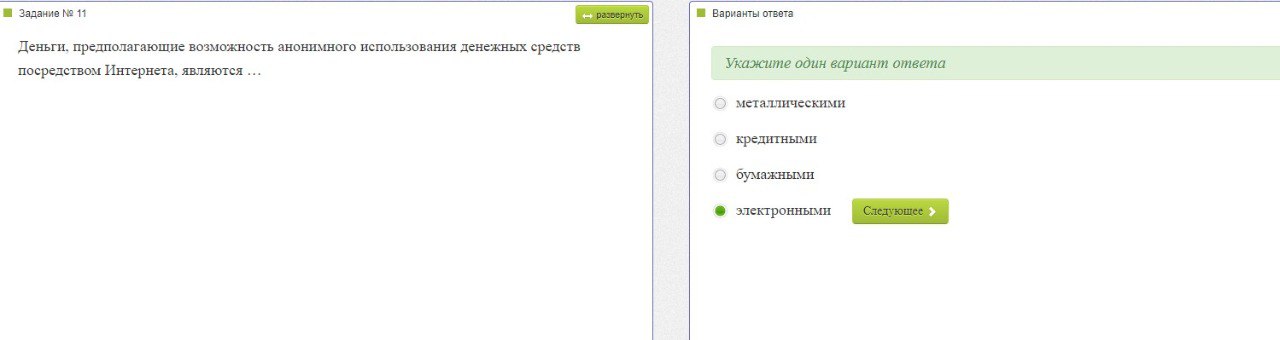 Задание № 11
развернуть
Деньги, предполагающие возможность анонимного использования денежных средств
посредством Интернета, являются …
Варианты ответа
Укажите один вариант ответа
металлическими
кредитными
бумажными
электронными
Следующее